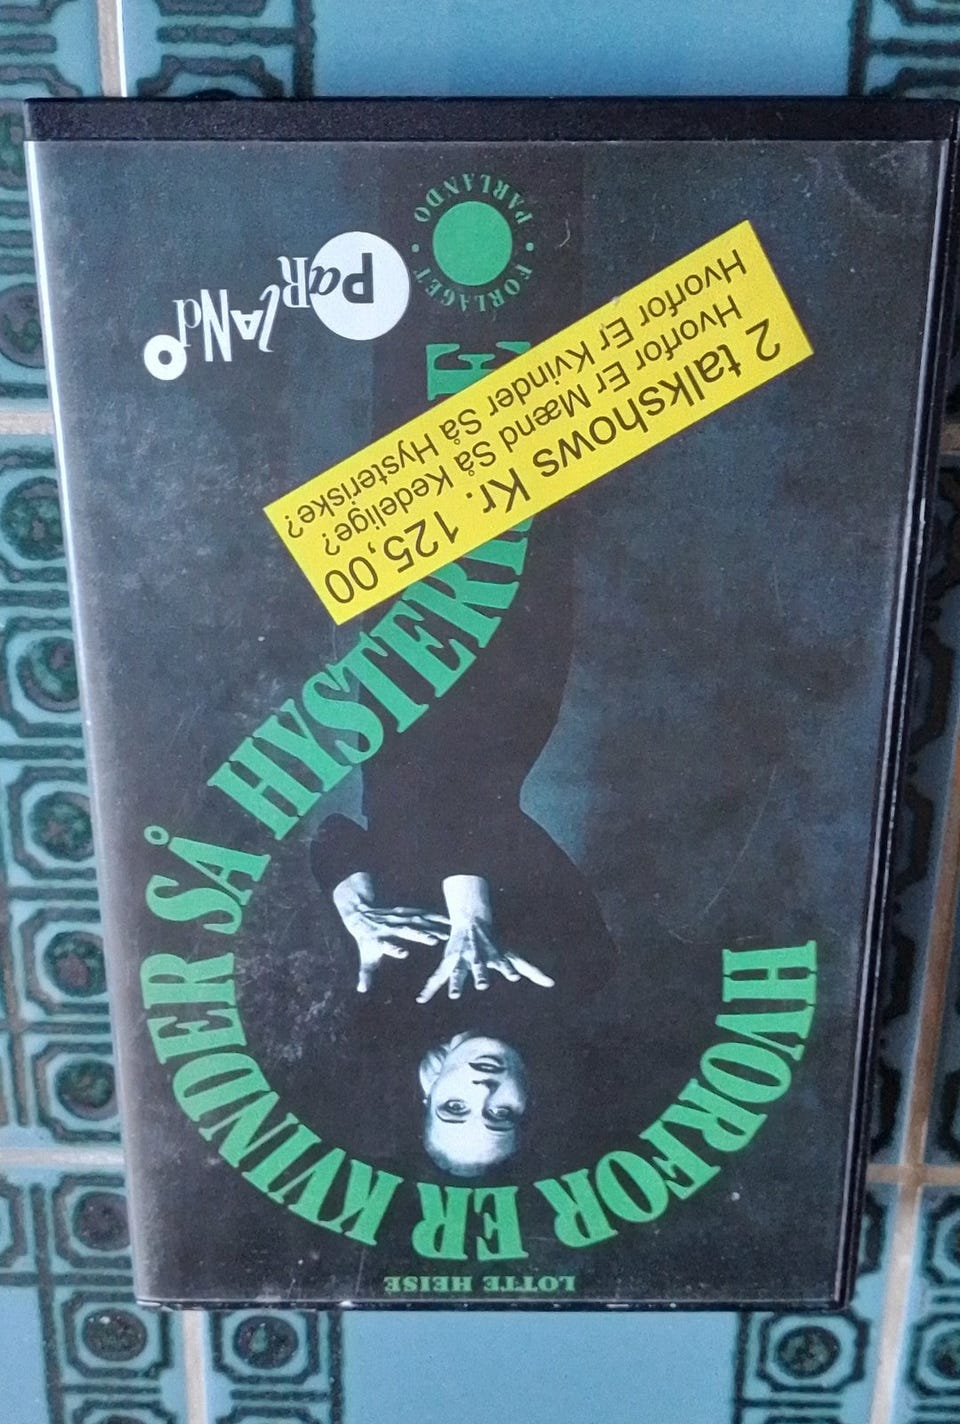 LOTTE HEISE
HVORFOR ER KVINDER SÅ HYSTERISKE
2 talkshows Kr. 125,00
Hvorfor Er Mænd Så Kedelige?
Hvorfor Er Kvinder Så Hysteriske?
PARLANDO
FORLAGET • PARLANDO •